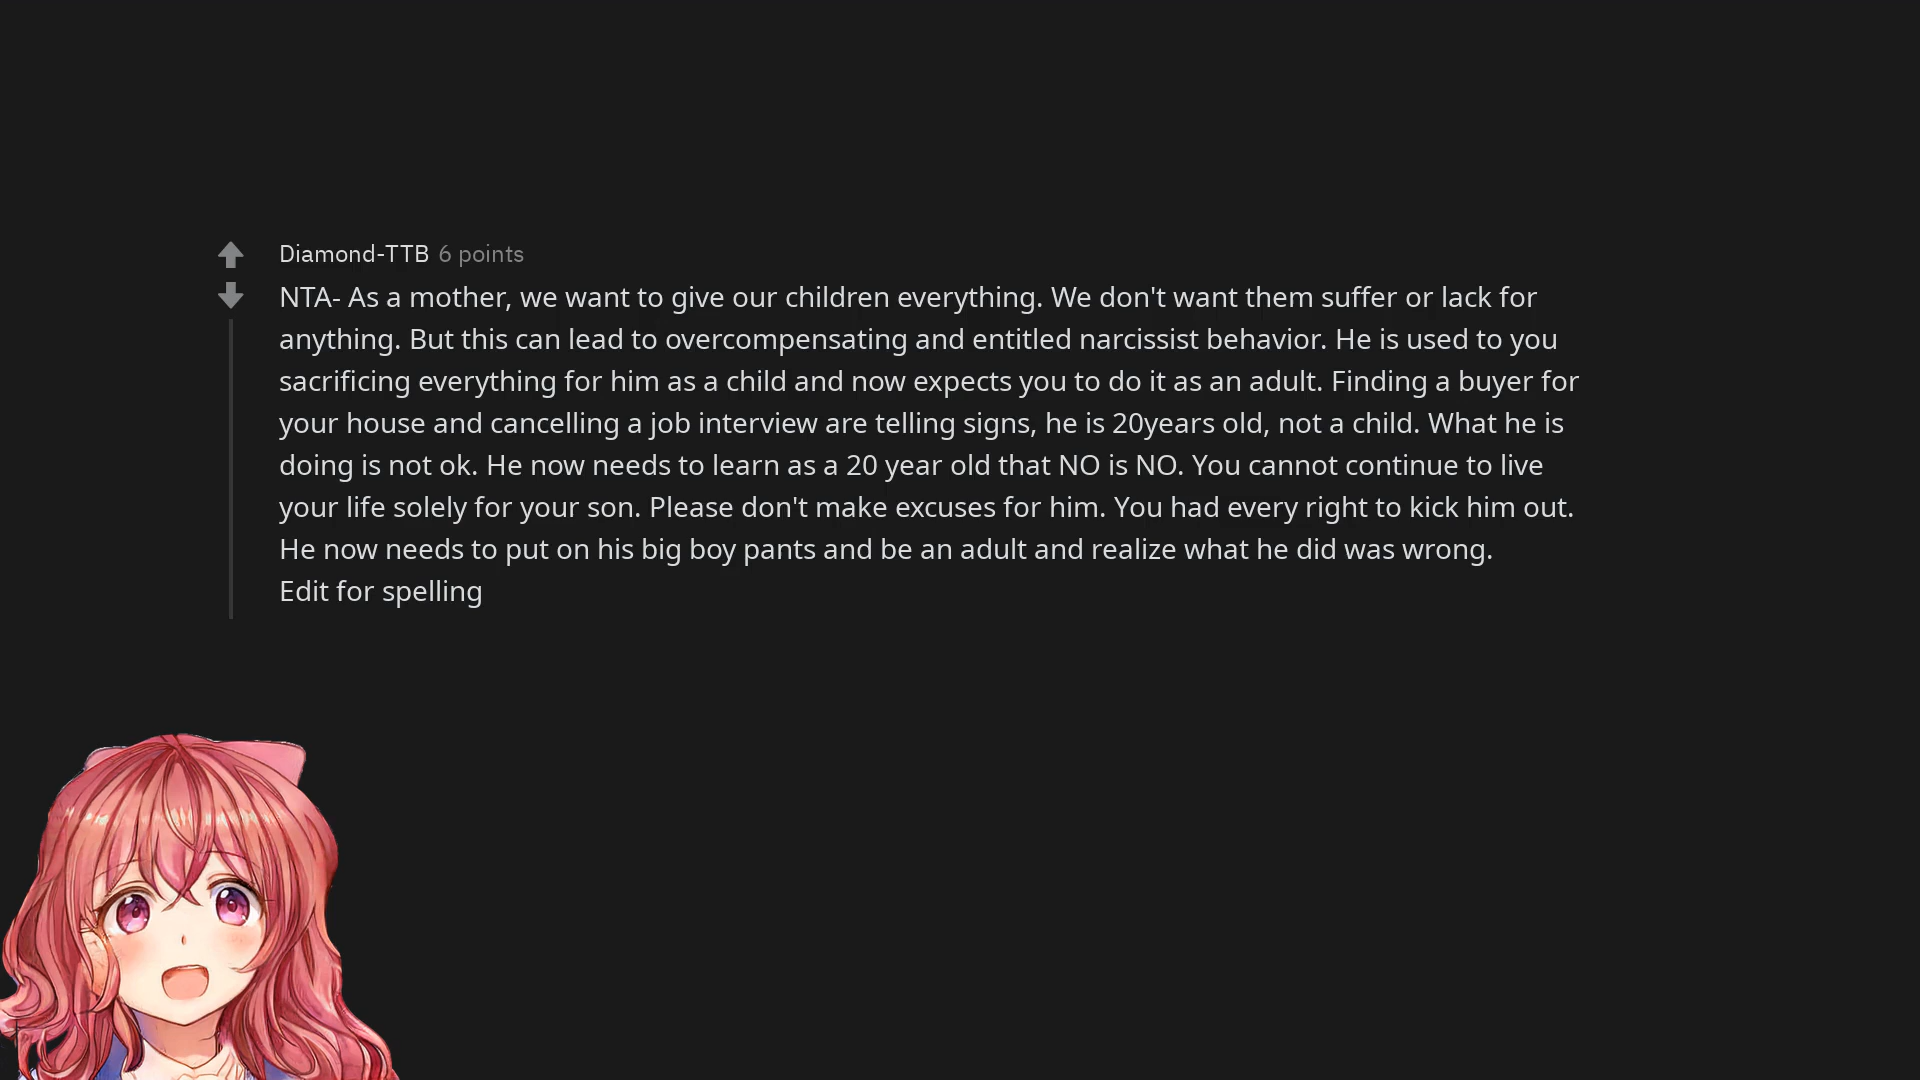 Diamond-TTB 6 points
NTA- As a mother, we want to give our children everything. We don't want them suffer or lack for
anything. But this can lead to overcompensating and entitled narcissist behavior. He is used to you
sacrificing everything for him as a child and now expects you to do it as an adult. Finding a buyer for
your house and cancelling a job interview are telling signs, he is 20years old, not a child. What he is
doing is not ok. He now needs to learn as a 20 year old that NO is NO. You cannot continue to live
your life solely for your son. Please don't make excuses for him. You had every right to kick him out.
He now needs to put on his big boy pants and be an adult and realize what he did was wrong.
Edit for spelling